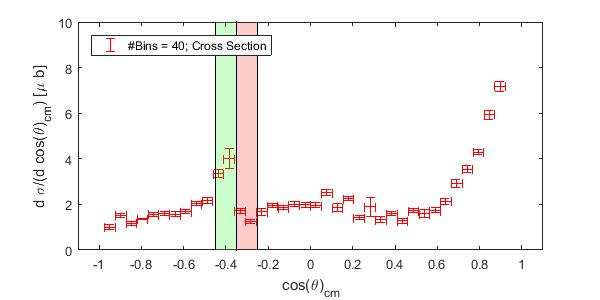 10
8
6
4
2
0
d σ/(d cos(θ)cm) [μ b]
#Bins = 40; Cross Section
-1 -0.8 -0.6 -0.4 -0.2 0 0.2 0.4 0.6 0.8 1
cos(θ)cm